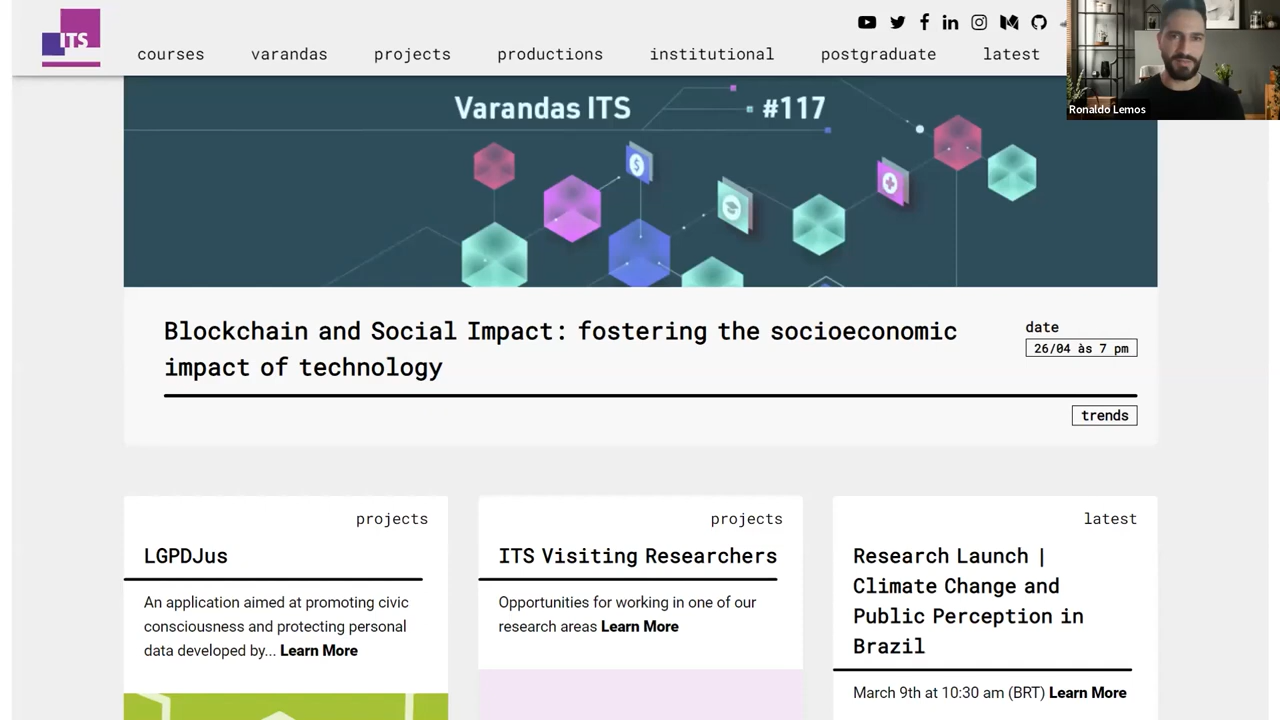 ITS
courses varandas projects productions institutional postgraduate latest
Ronaldo Lemos
Varandas ITS #117
Blockchain and Social Impact: fostering the socioeconomic
impact of technology
date
26/04 às 7 pm
trends
projects
LGPDJus
An application aimed at promoting civic
consciousness and protecting personal
data developed by... Learn More
projects
ITS Visiting Researchers
Opportunities for working in one of our
research areas Learn More
latest
Research Launch |
Climate Change and
Public Perception in
Brazil
March 9th at 10:30 am (BRT) Learn More